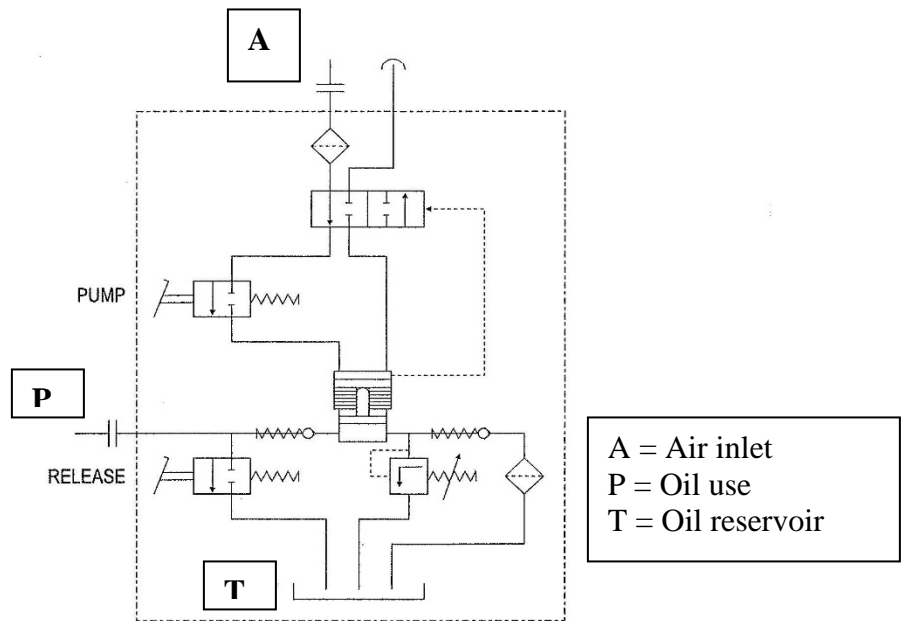 A
PUMP
P
RELEASE
A = Air inlet
P = Oil use
T = Oil reservoir
T